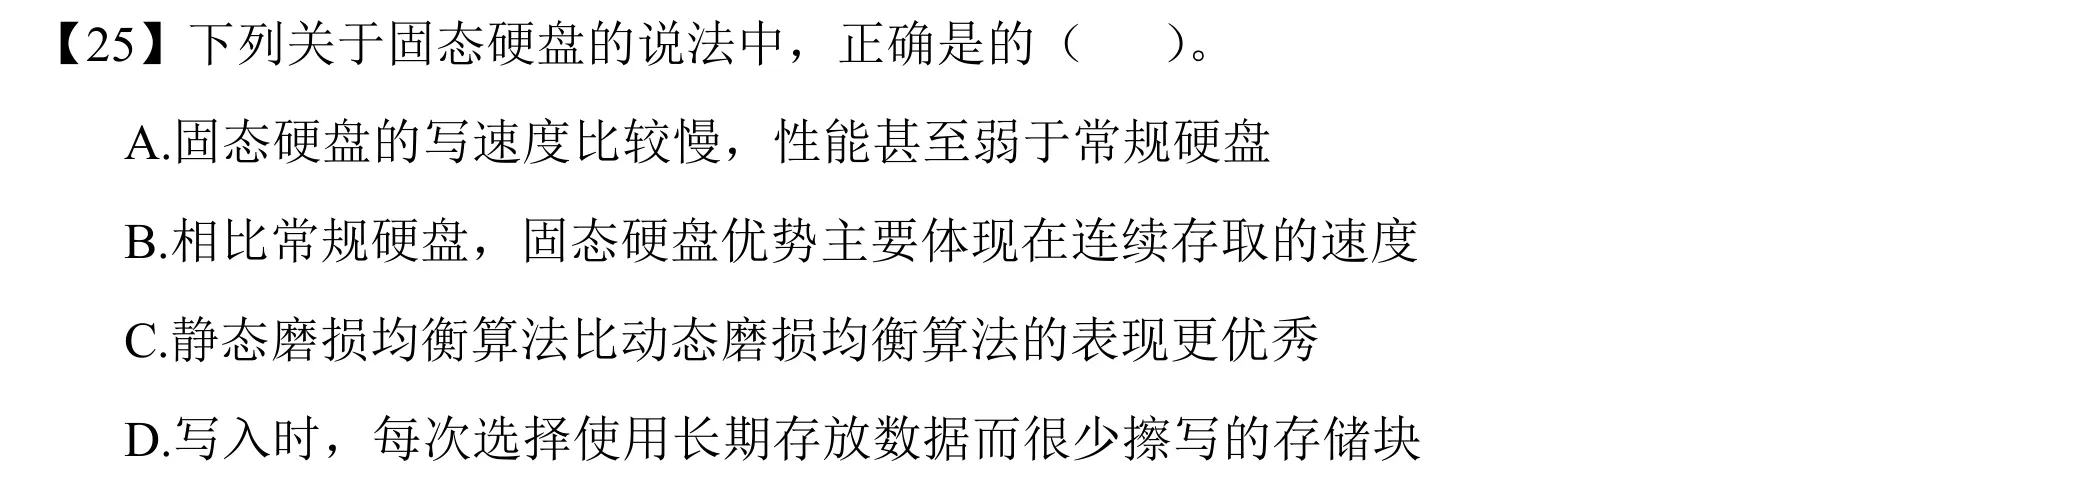 【25】下列关于固态硬盘的说法中，正确是的（　　）。
A.固态硬盘的写速度比较慢，性能甚至弱于常规硬盘
B.相比常规硬盘，固态硬盘优势主要体现在连续存取的速度
C.静态磨损均衡算法比动态磨损均衡算法的表现更优秀
D.写入时，每次选择使用长期存放数据而很少擦写的存储块